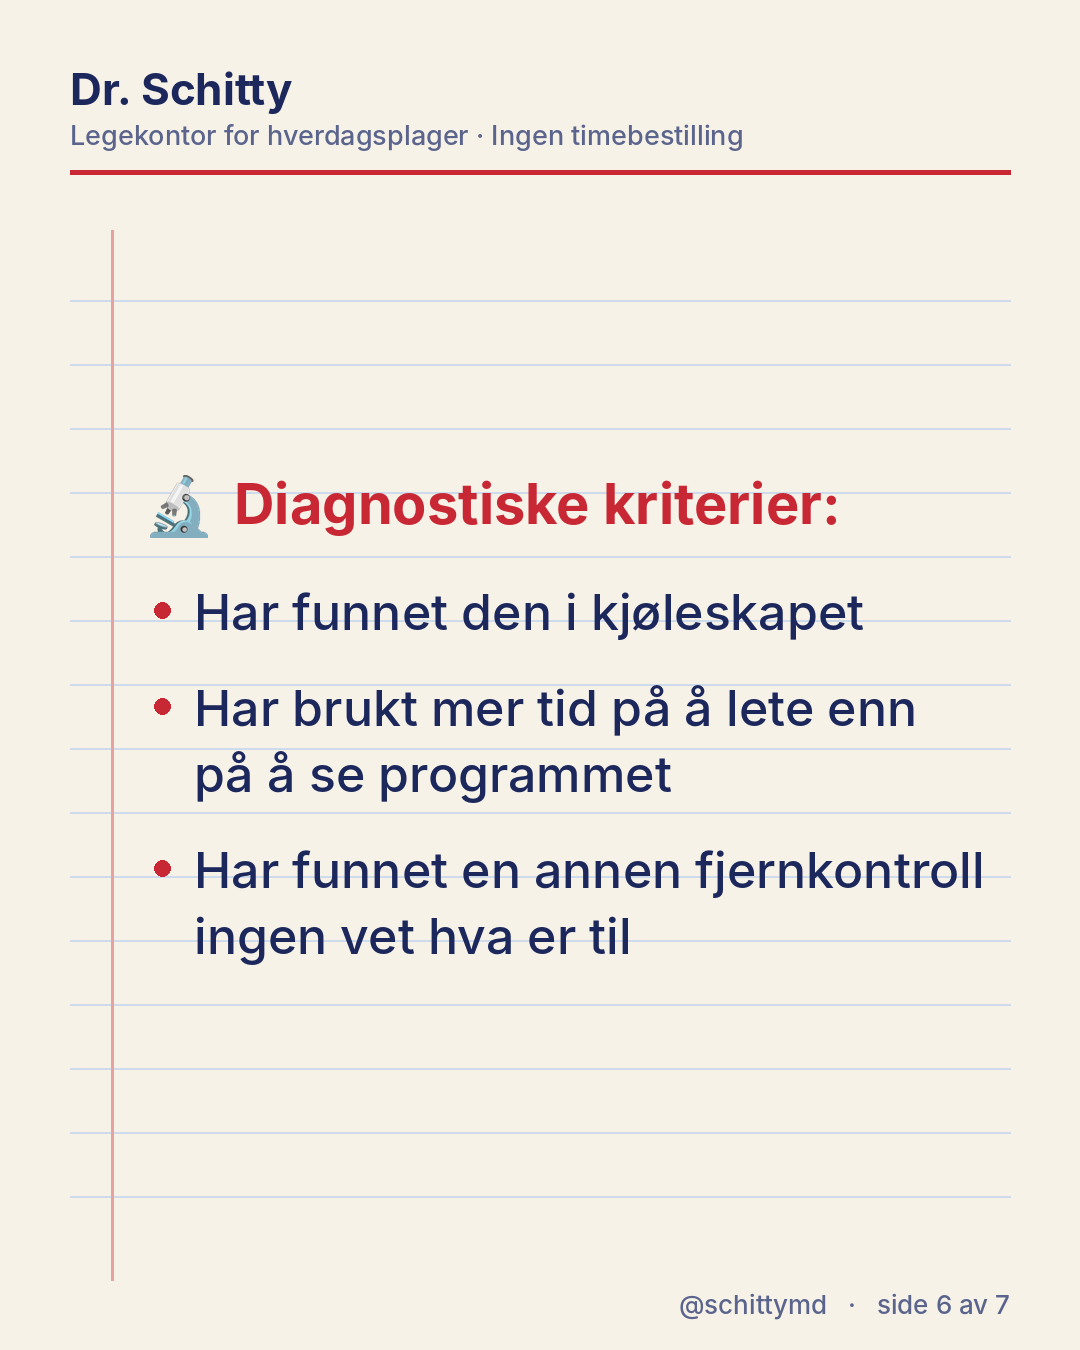 Dr. Schitty
Legekontor for hverdagsplager · Ingen timebestilling
🔬 Diagnostiske kriterier:
• Har funnet den i kjøleskapet
• Har brukt mer tid på å lete enn
på å se programmet
• Har funnet en annen fjernkontroll
ingen vet hva er til
@schittymd · side 6 av 7